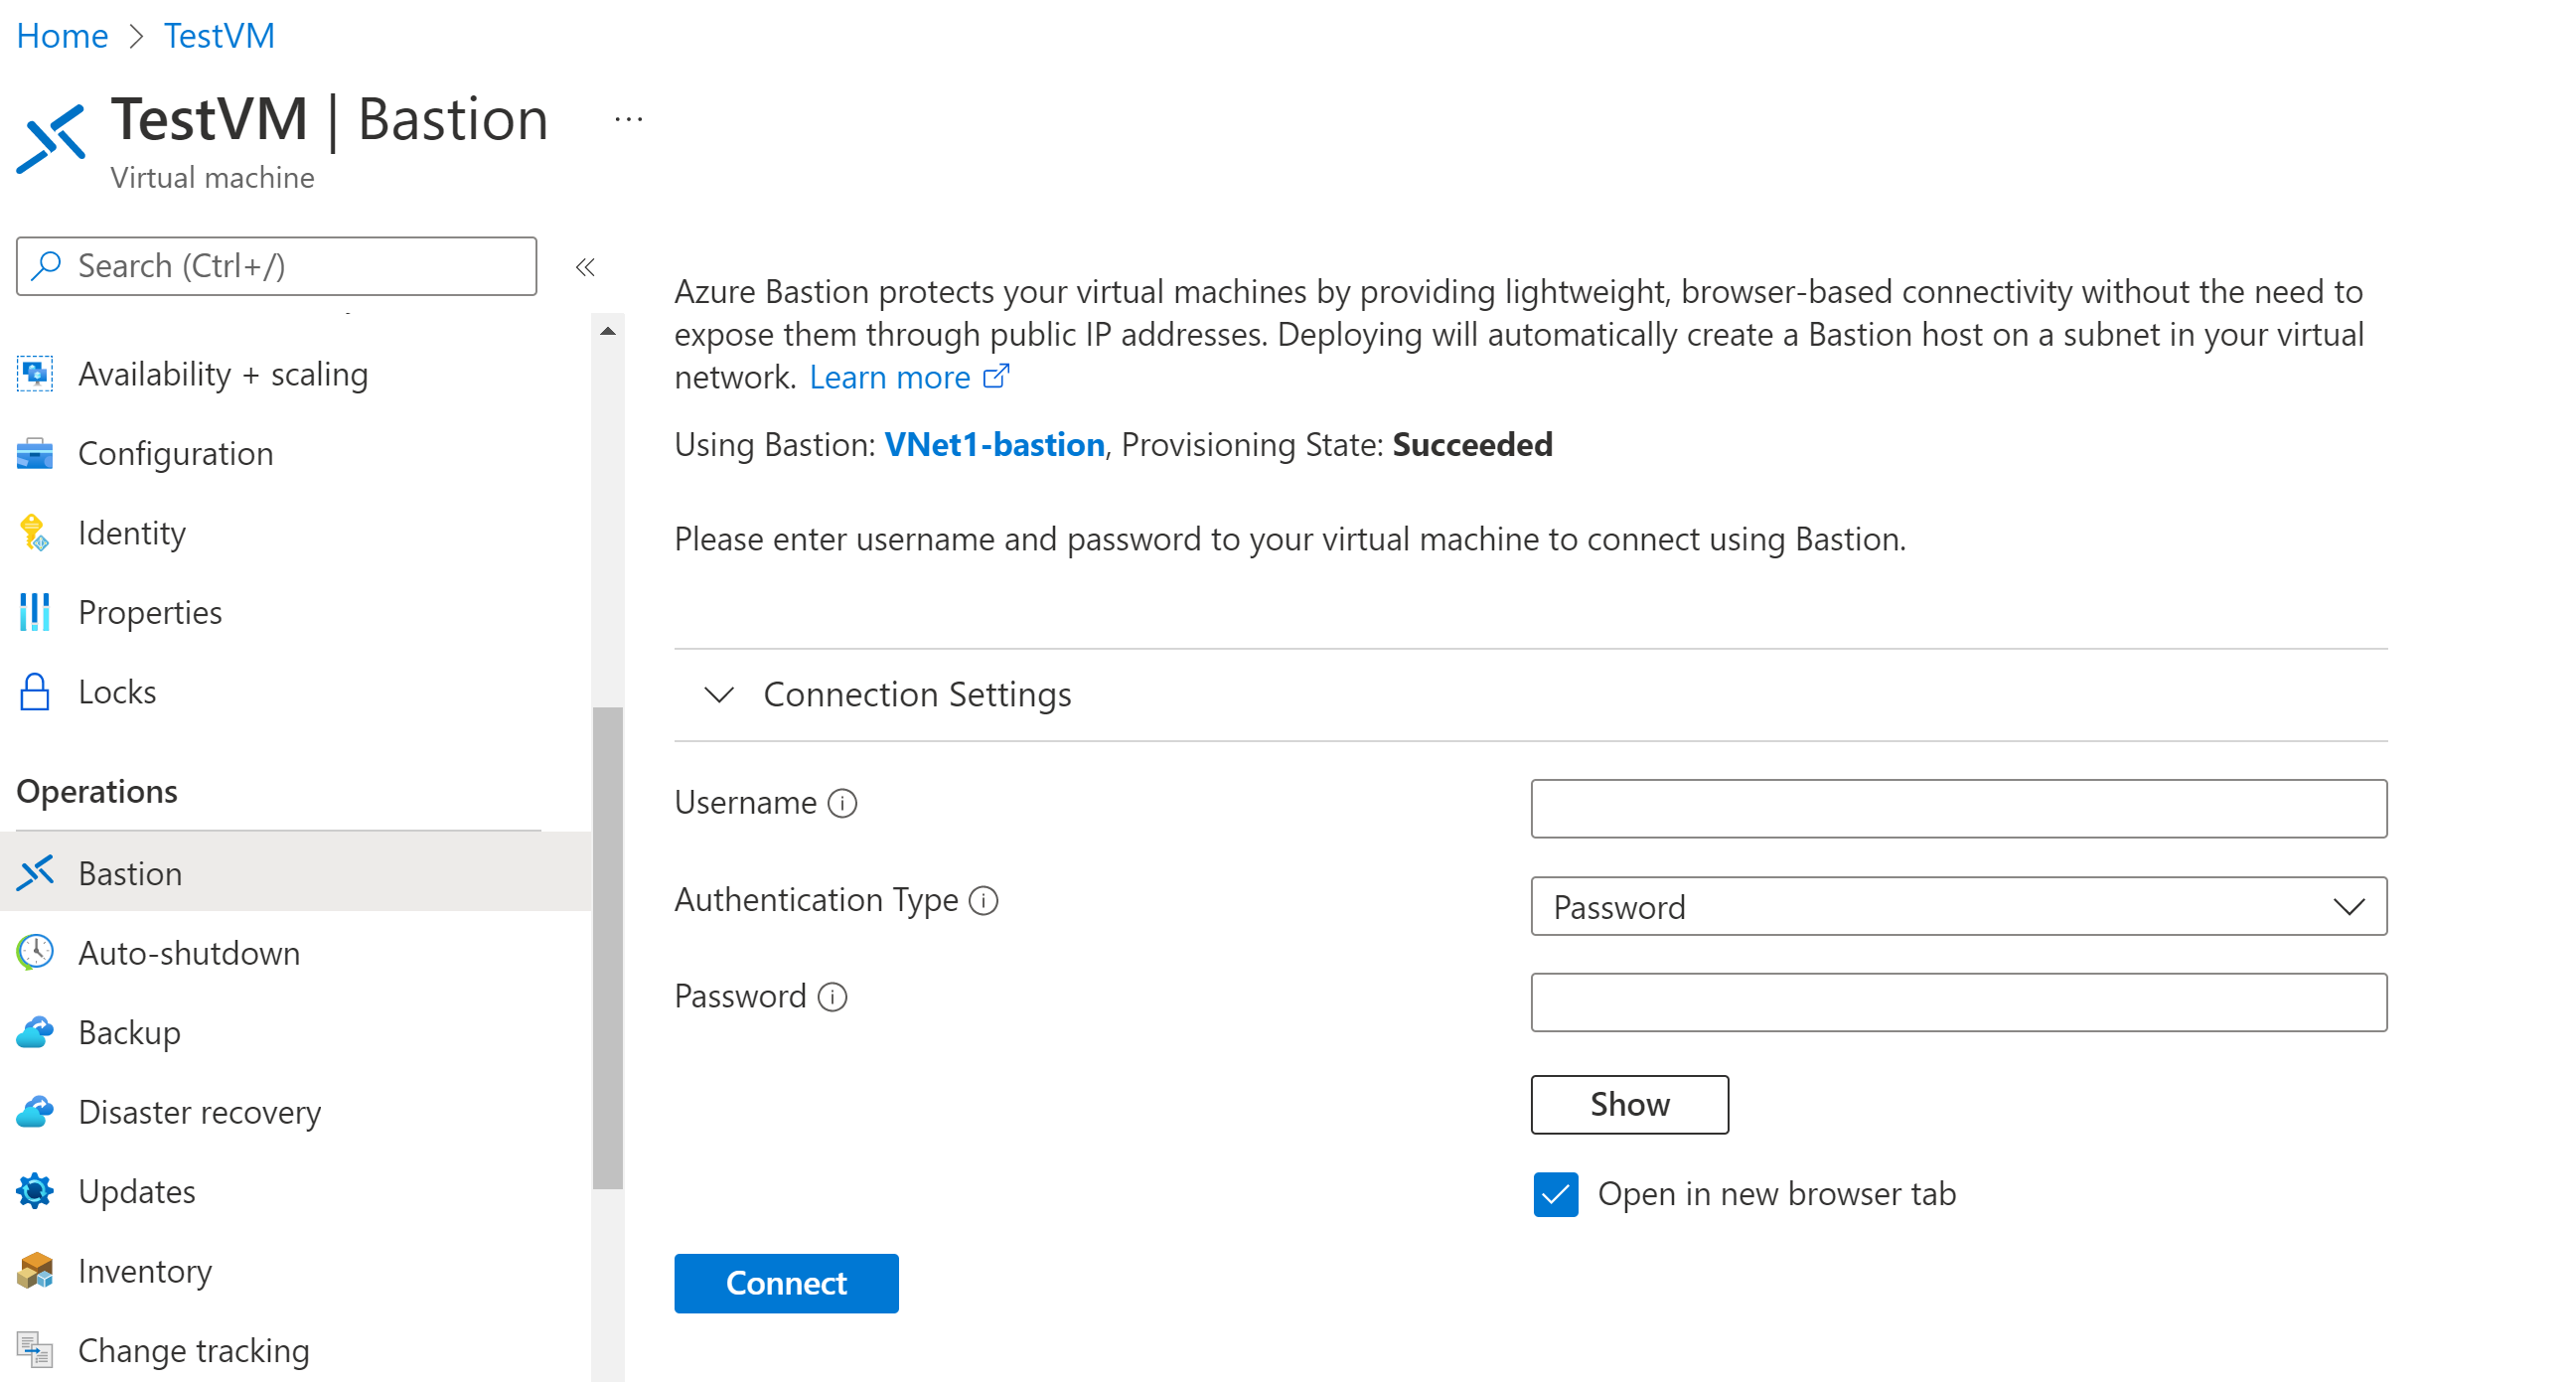 Home > TestVM
TestVM | Bastion ...
Virtual machine
Search (Ctrl+/)
«
Availability + scaling
Configuration
Identity
Properties
Locks
Operations
Bastion
Auto-shutdown
Backup
Disaster recovery
Updates
Inventory
Change tracking
Azure Bastion protects your virtual machines by providing lightweight, browser-based connectivity without the need to
expose them through public IP addresses. Deploying will automatically create a Bastion host on a subnet in your virtual
network. Learn more
Using Bastion: VNet1-bastion, Provisioning State: Succeeded
Please enter username and password to your virtual machine to connect using Bastion.
Connection Settings
Username
Authentication Type
Password
Password
Show
Open in new browser tab
Connect